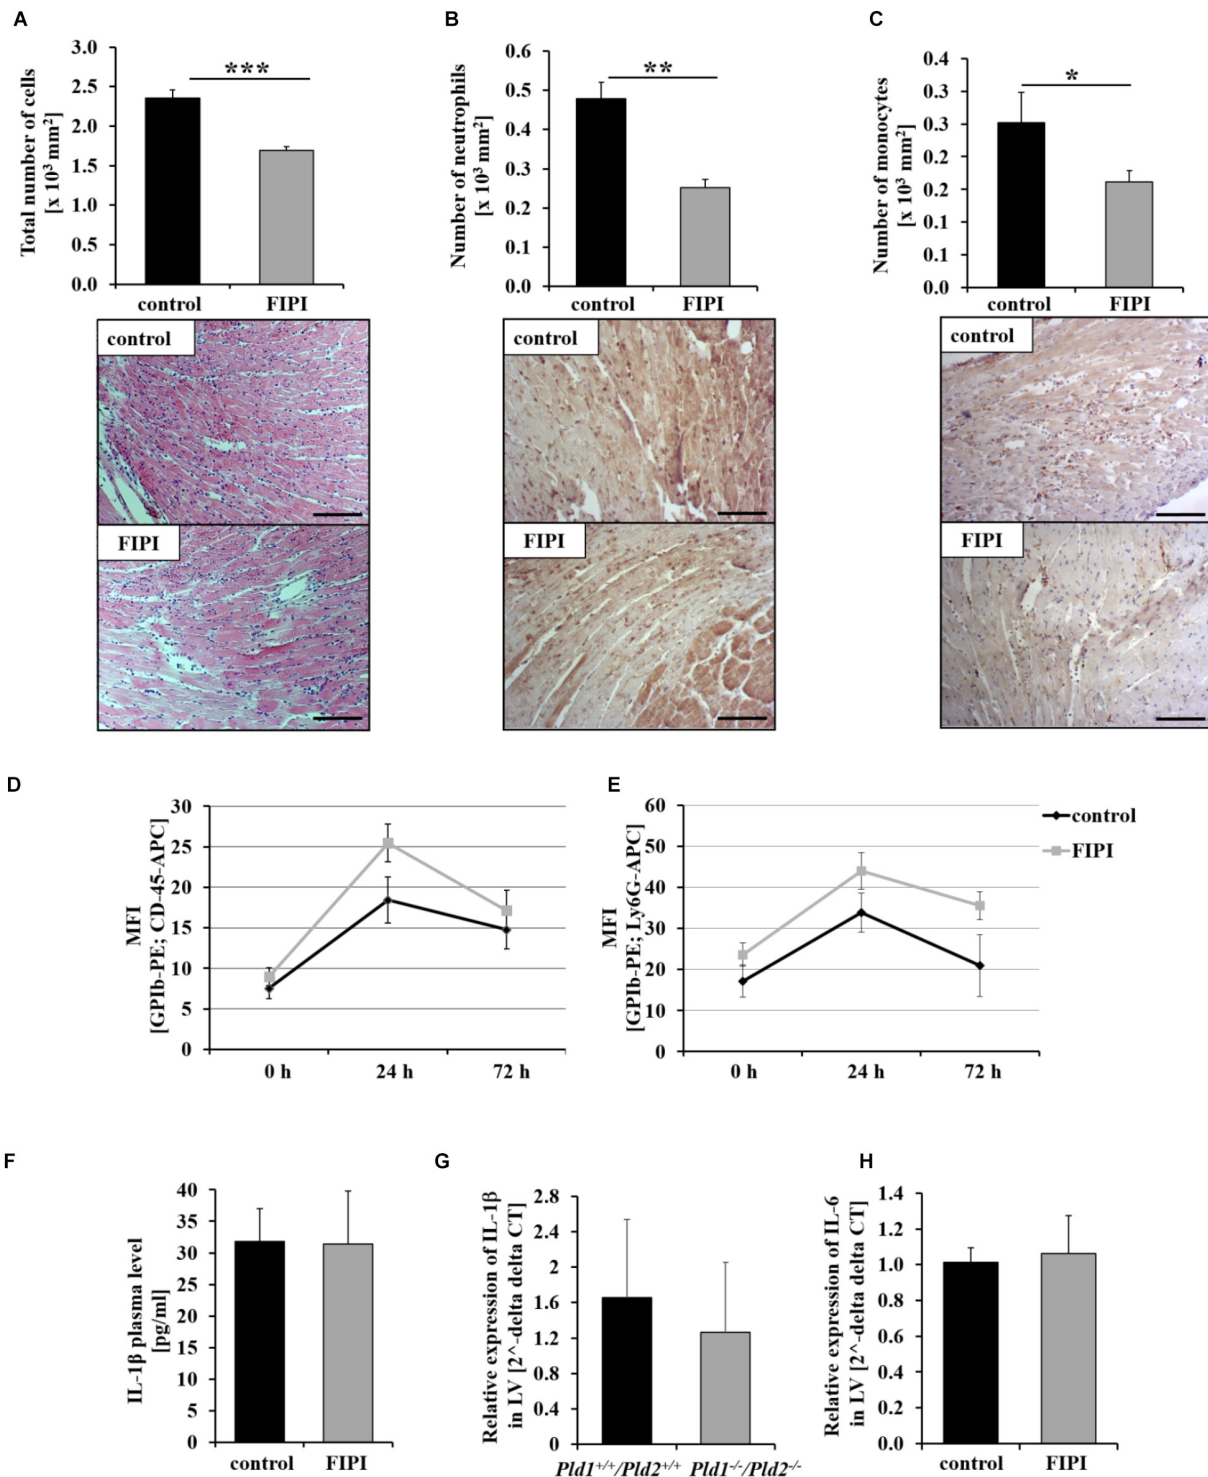 A
B
C
Total number of cells
[x 10³ mm²]
3.0
2.5
2.0
1.5
1.0
0.5
0.0
***
control
FIPI
Number of neutrophils
[x 10³ mm²]
0.6
0.5
0.4
0.3
0.2
0.1
0.0
**
control
FIPI
Number of monocytes
[x 10³ mm²]
0.4
0.3
0.3
0.2
0.2
0.1
0.1
0.0
*
control
FIPI
control
FIPI
control
FIPI
control
FIPI
D
E
MFI
[GPIb-PE; CD-45-APC]
30
25
20
15
10
5
0
0 h
24 h
72 h
MFI
[GPIb-PE; Ly6G-APC]
60
50
40
30
20
10
0
0 h
24 h
72 h
control
FIPI
F
G
H
IL-1β plasma level
[pg/ml]
40
35
30
25
20
15
10
5
0
control
FIPI
Relative expression of IL-1β
in LV [2^-delta delta CT]
2.8
2.4
2
1.6
1.2
0.8
0.4
0
Pld1⁺/⁺/Pld2⁺/⁺
Pld1⁻/⁻/Pld2⁻/⁻
Relative expression of IL-6
in LV [2^-delta delta CT]
1.4
1.2
1.0
0.8
0.6
0.4
0.2
0.0
control
FIPI